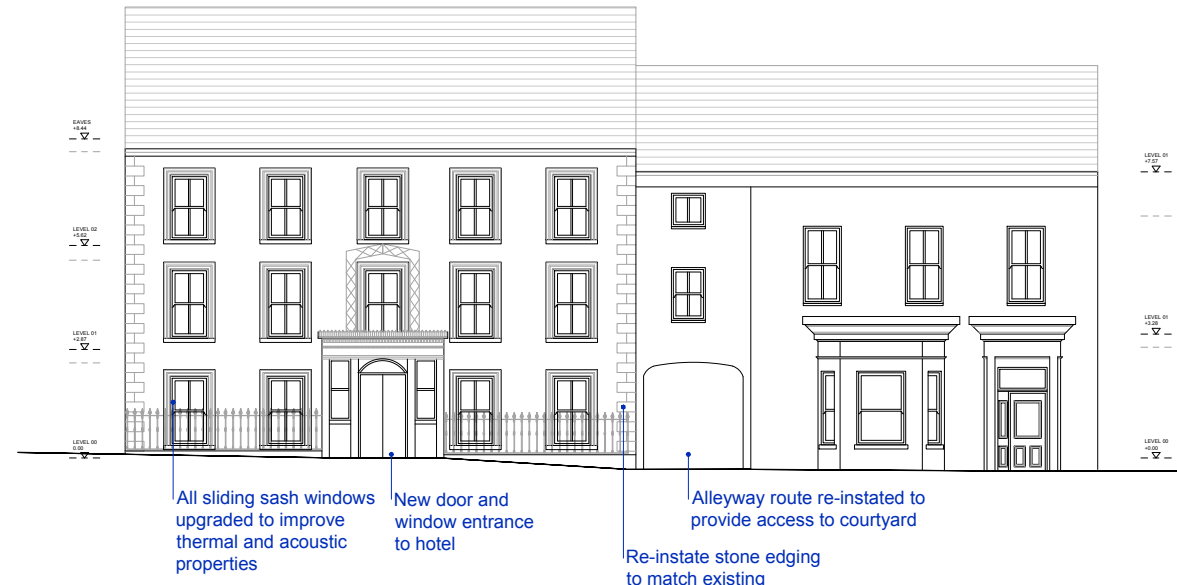 EAVES
+8.44
LEVEL 02
+5.62
LEVEL 01
+2.87
LEVEL 00
0.00
LEVEL 01
+7.57
LEVEL 01
+3.28
LEVEL 00
+0.00
All sliding sash windows
upgraded to improve
thermal and acoustic
properties
New door and
window entrance
to hotel
Re-instate stone edging
to match existing
Alleyway route re-instated to
provide access to courtyard